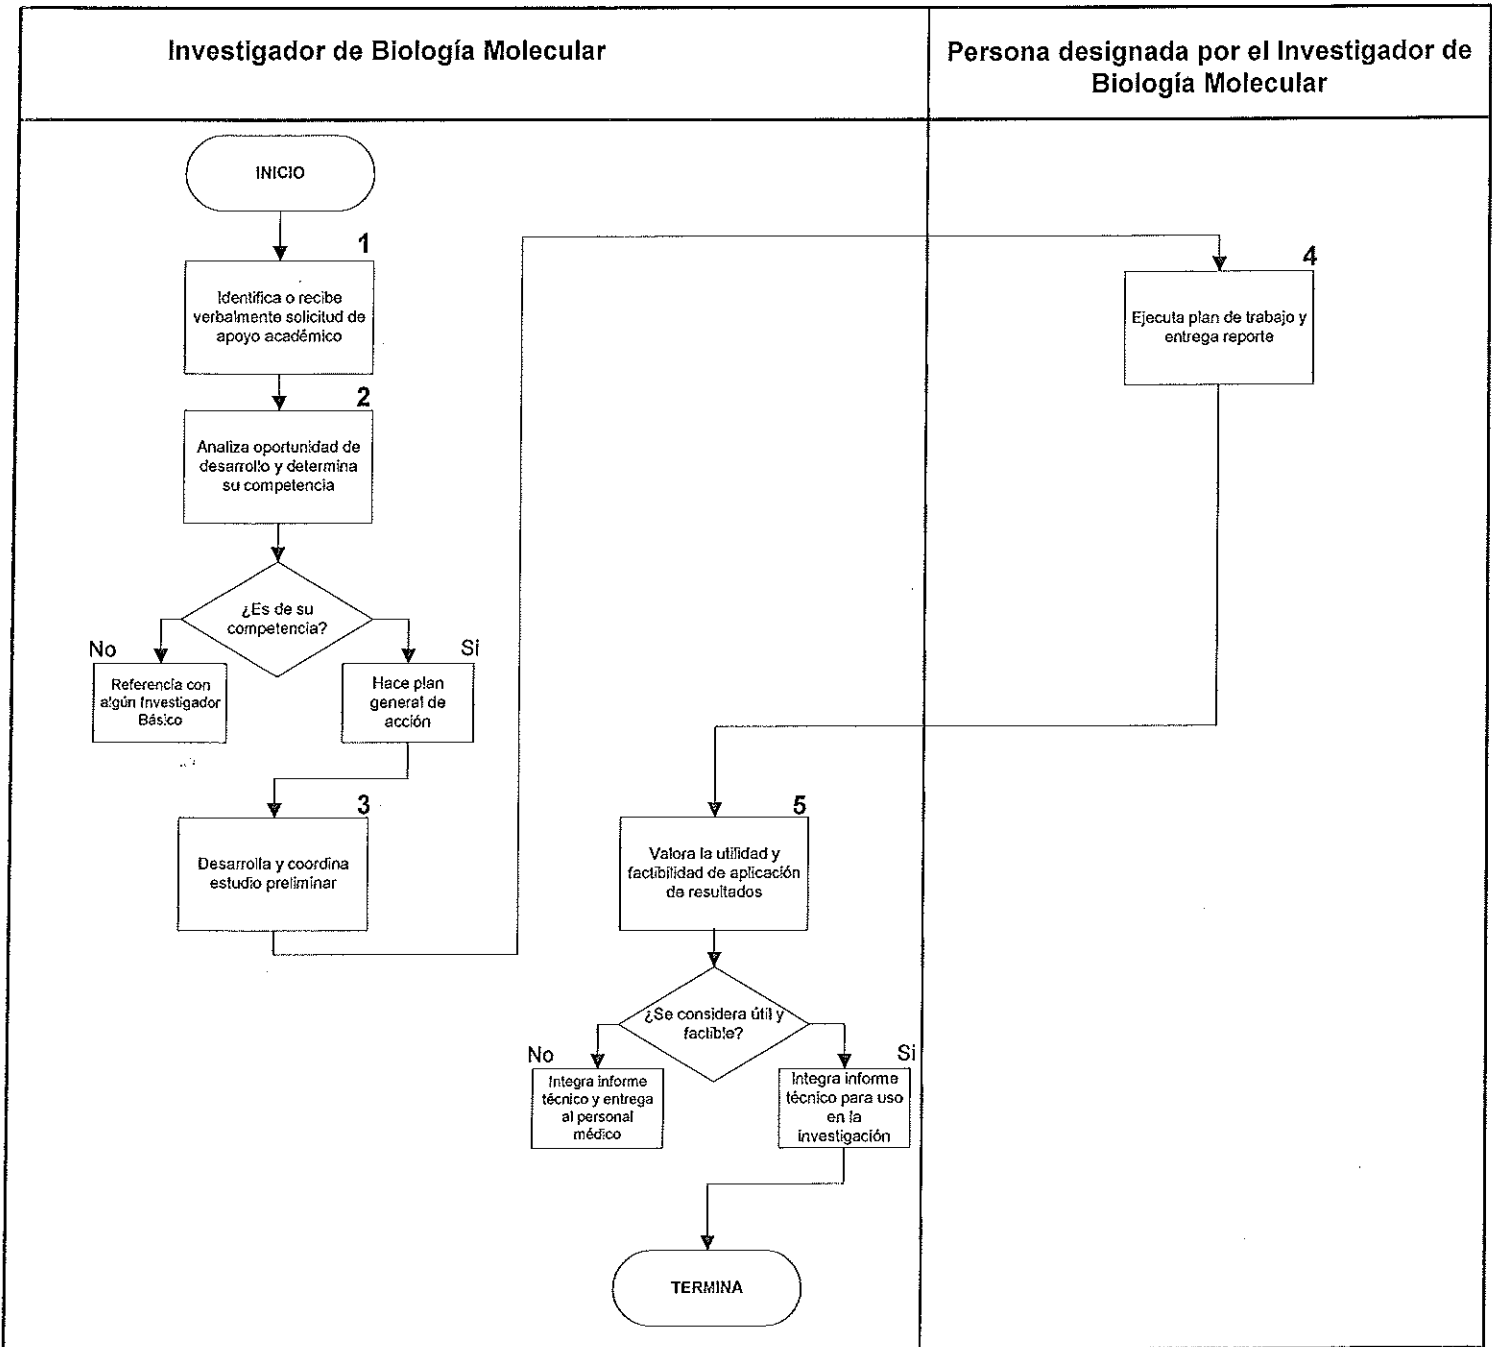 Investigador de Biología Molecular
Persona designada por el Investigador de
Biología Molecular
INICIO
1
Identifica o recibe
verbalmente solicitud de
apoyo académico
2
Analiza oportunidad de
desarrollo y determina
su competencia
¿Es de su
competencia?
No
Si
Referencia con
algún Investigador
Básico
Hace plan
general de
acción
3
Desarrolla y coordina
estudio preliminar
4
Ejecuta plan de trabajo y
entrega reporte
5
Valora la utilidad y
factibilidad de aplicación
de resultados
¿Se considera útil y
factible?
No
Si
Integra informe
técnico y entrega
al personal
médico
Integra informe
técnico para uso
en la
investigación
TERMINA